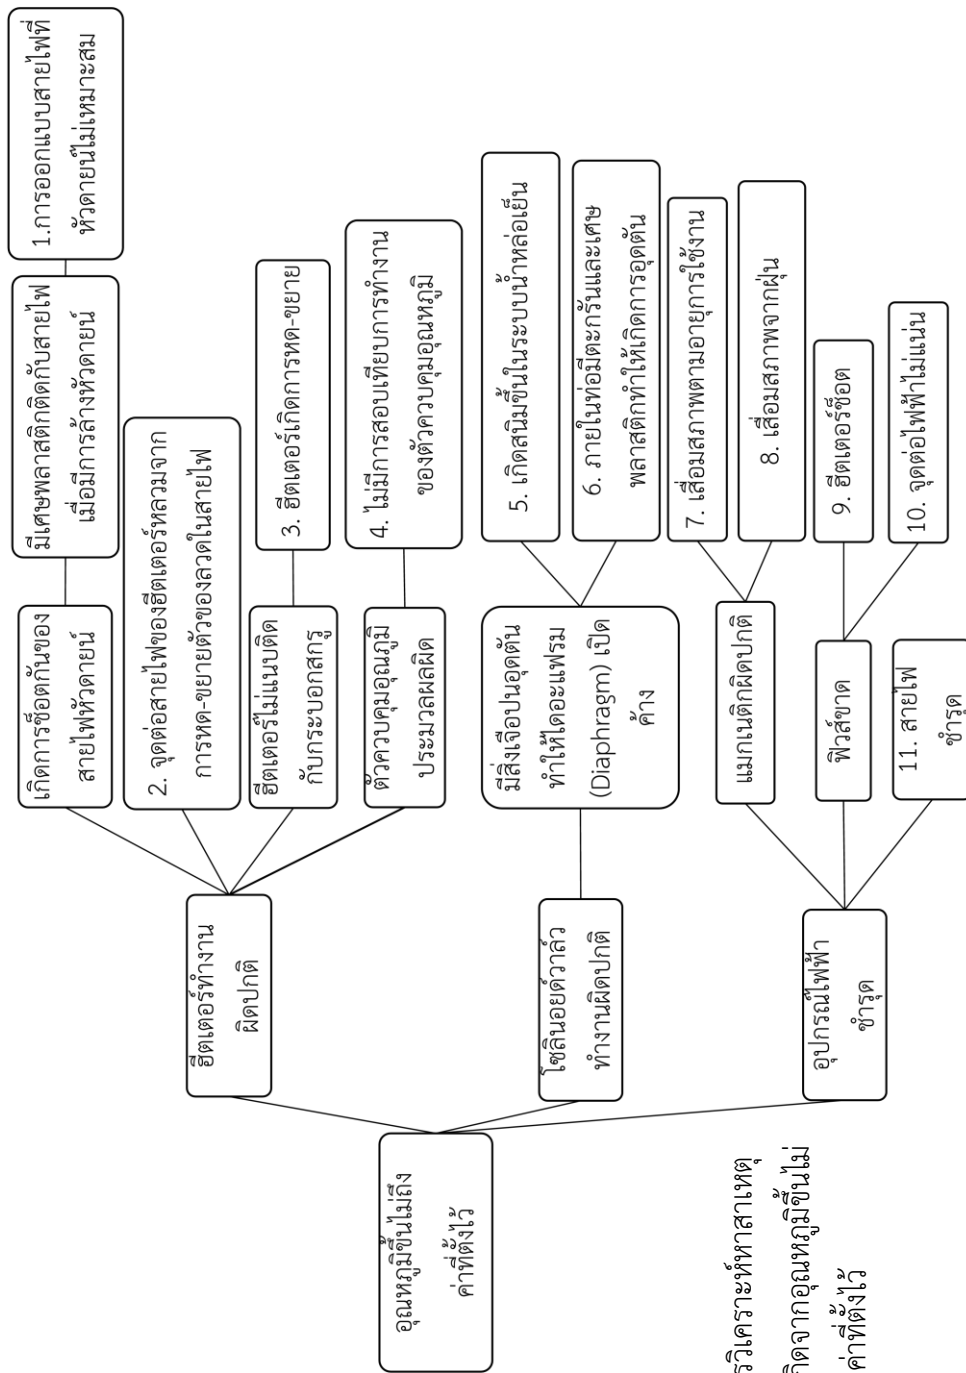 อุณหภูมิขึ้นไม่ถึง
ค่าที่ตั้งไว้
ฮีตเตอร์ทำงาน
ผิดปกติ
เกิดการช็อตกันของ
สายไฟหัวดายน์
มีเศษพลาสติกติดกับสายไฟ
เมื่อมีการล้างหัวดายน์
1.การออกแบบสายไฟที่
หัวดายน์ไม่เหมาะสม
2. จุดต่อสายไฟของฮีตเตอร์หลวมจาก
การหด-ขยายตัวของลวดในสายไฟ
ฮีตเตอร์ไม่แนบติด
กับกระบอกสกรู
3. ฮีตเตอร์เกิดการหด-ขยาย
ตัวควบคุมอุณภูมิ
ประมวลผลผิด
4. ไม่มีการสอบเทียบการทำงาน
ของตัวควบคุมอุณหภูมิ
โซลินอยด์วาล์ว
ทำงานผิดปกติ
มีสิ่งเจือปนอุดตัน
ทำให้ไดอะแฟรม
(Diaphragm) เปิด
ค้าง
5. เกิดสนิมขึ้นในระบบน้ำหล่อเย็น
6. ภายในท่อมีตะกรันและเศษ
พลาสติกทำให้เกิดการอุดตัน
อุปกรณ์ไฟฟ้า
ชำรุด
แมกเนติกผิดปกติ
7. เสื่อมสภาพตามอายุการใช้งาน
8. เสื่อมสภาพจากฝุ่น
ฟิวส์ขาด
9. ฮีตเตอร์ช็อต
10. จุดต่อไฟฟ้าไม่แน่น
11. สายไฟ
ชำรุด
รวิเคราะห์หาสาเหตุ
กิดจากอุณหภูมิขึ้นไม่
ค่าที่ตั้งไว้